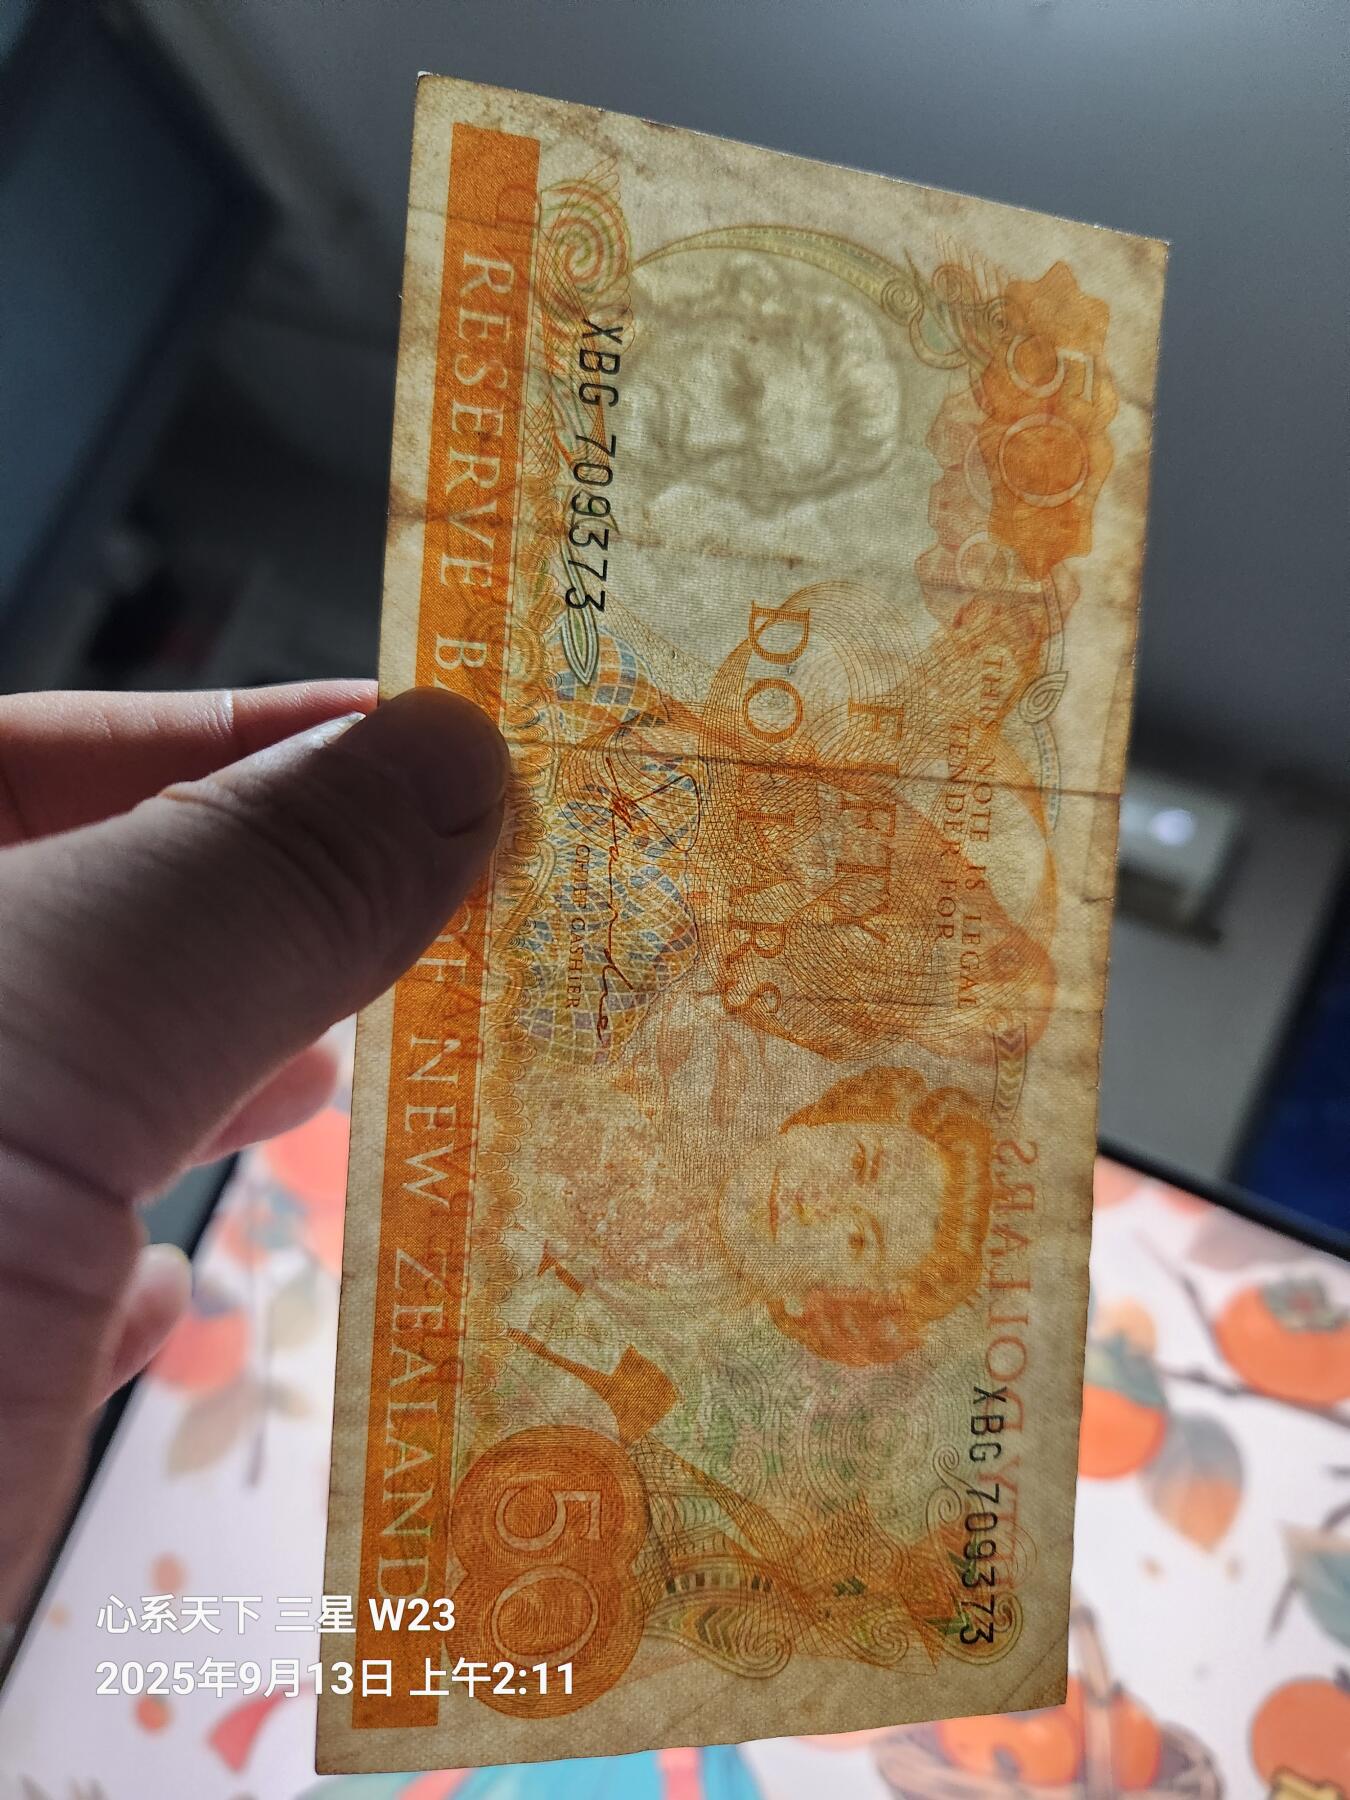 RESERVE B
OF NEW ZEALAND
XBG 709373
50
THIS NOTE IS LEGAL
TENDER FOR
FIFTY
DOLLARS
CHIEF CASHIER
XBG 709373
50
DOLLARS
心系天下 三星 W23
2025年9月13日 上午2:11